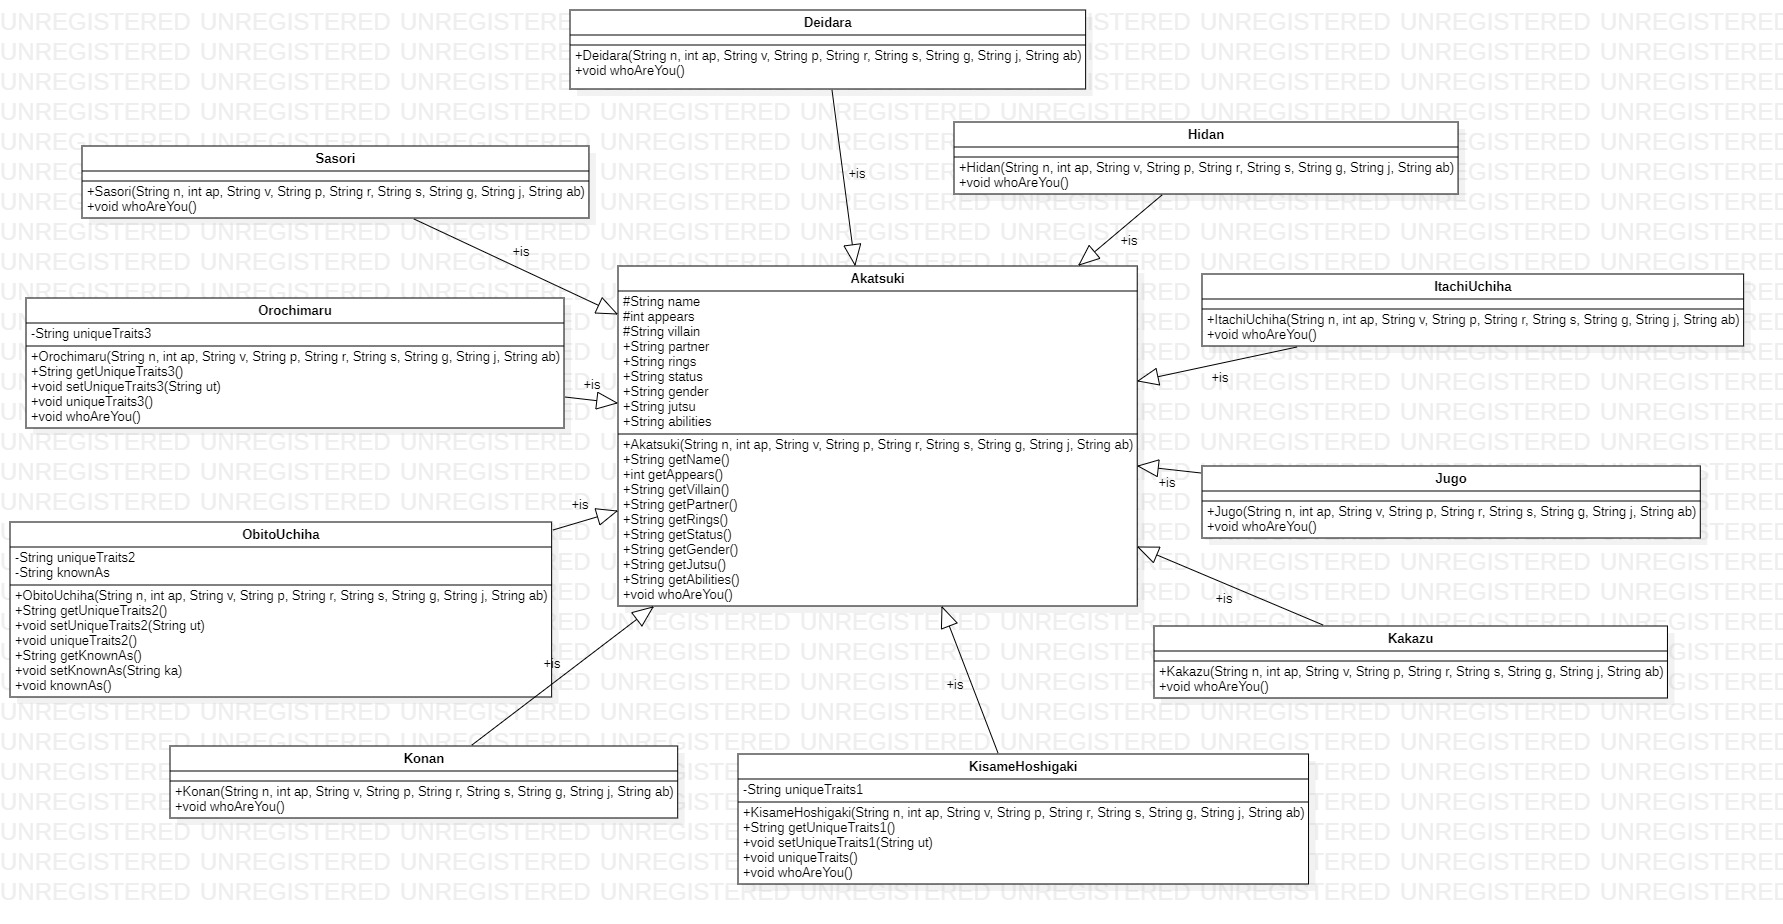 Deidara
+Deidara(String n, int ap, String v, String p, String r, String s, String g, String j, String ab)
+void whoAreYou()
+is
Hidan
+Hidan(String n, int ap, String v, String p, String r, String s, String g, String j, String ab)
+void whoAreYou()
+is
Sasori
+Sasori(String n, int ap, String v, String p, String r, String s, String g, String j, String ab)
+void whoAreYou()
+is
Akatsuki
#String name
#int appears
#String villain
+String partner
+String rings
+String status
+String gender
+String jutsu
+String abilities
+Akatsuki(String n, int ap, String v, String p, String r, String s, String g, String j, String ab)
+String getName()
+int getAppears()
+String getVillain()
+String getPartner()
+String getRings()
+String getStatus()
+String getGender()
+String getJutsu()
+String getAbilities()
+void whoAreYou()
ItachiUchiha
+ItachiUchiha(String n, int ap, String v, String p, String r, String s, String g, String j, String ab)
+void whoAreYou()
+is
Orochimaru
-String uniqueTraits3
+Orochimaru(String n, int ap, String v, String p, String r, String s, String g, String j, String ab)
+String getUniqueTraits3()
+void setUniqueTraits3(String ut)
+void uniqueTraits3()
+void whoAreYou()
+is
Jugo
+Jugo(String n, int ap, String v, String p, String r, String s, String g, String j, String ab)
+void whoAreYou()
+is
ObitoUchiha
-String uniqueTraits2
-String knownAs
+ObitoUchiha(String n, int ap, String v, String p, String r, String s, String g, String j, String ab)
+String getUniqueTraits2()
+void setUniqueTraits2(String ut)
+void uniqueTraits2()
+String getKnownAs()
+void setKnownAs(String ka)
+void knownAs()
+is
Kakazu
+Kakazu(String n, int ap, String v, String p, String r, String s, String g, String j, String ab)
+void whoAreYou()
+is
Konan
+Konan(String n, int ap, String v, String p, String r, String s, String g, String j, String ab)
+void whoAreYou()
+is
KisameHoshigaki
-String uniqueTraits1
+KisameHoshigaki(String n, int ap, String v, String p, String r, String s, String g, String j, String ab)
+String getUniqueTraits1()
+void setUniqueTraits1(String ut)
+void uniqueTraits()
+void whoAreYou()
+is
UNREGISTERED